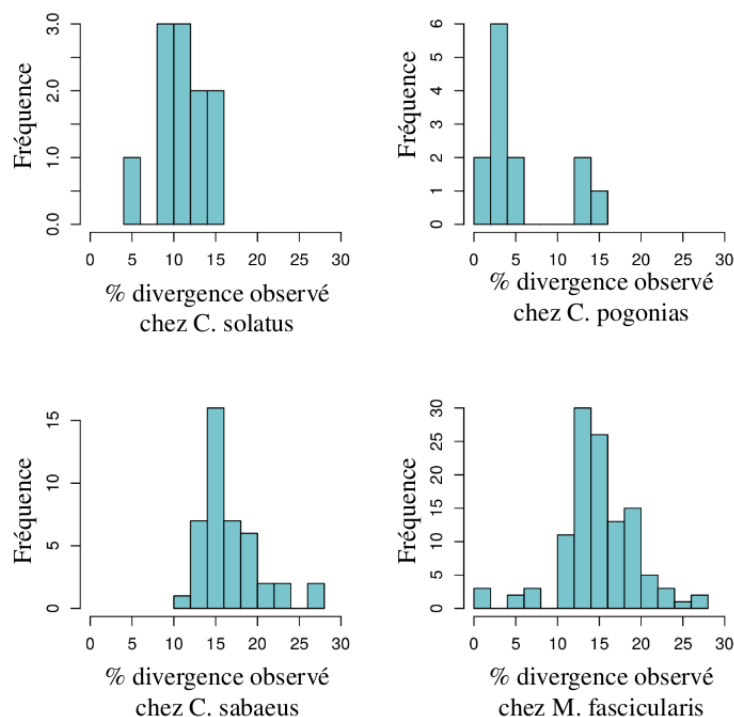 3.0
1.0
0.0
Fréquence
0 5 10 15 20 25 30
% divergence observé
chez C. solatus
6
5
4
3
2
1
0
Fréquence
0 5 10 15 20 25 30
% divergence observé
chez C. pogonias
15
10
5
0
Fréquence
0 5 10 15 20 25 30
% divergence observé
chez C. sabaeus
30
20
15
10
5
0
Fréquence
0 5 10 15 20 25 30
% divergence observé
chez M. fascicularis